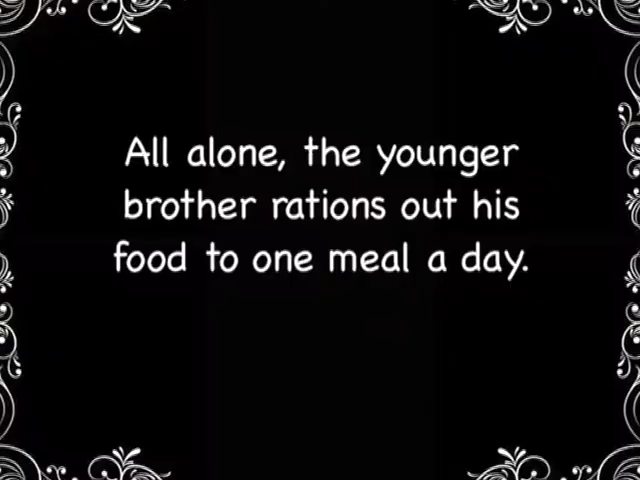 All alone, the younger
brother rations out his
food to one meal a day.